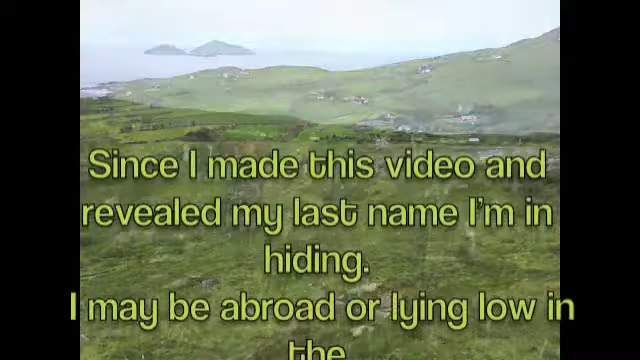 Since I made this video and
revealed my last name I'm in
hiding.
I may be abroad or lying low in
the